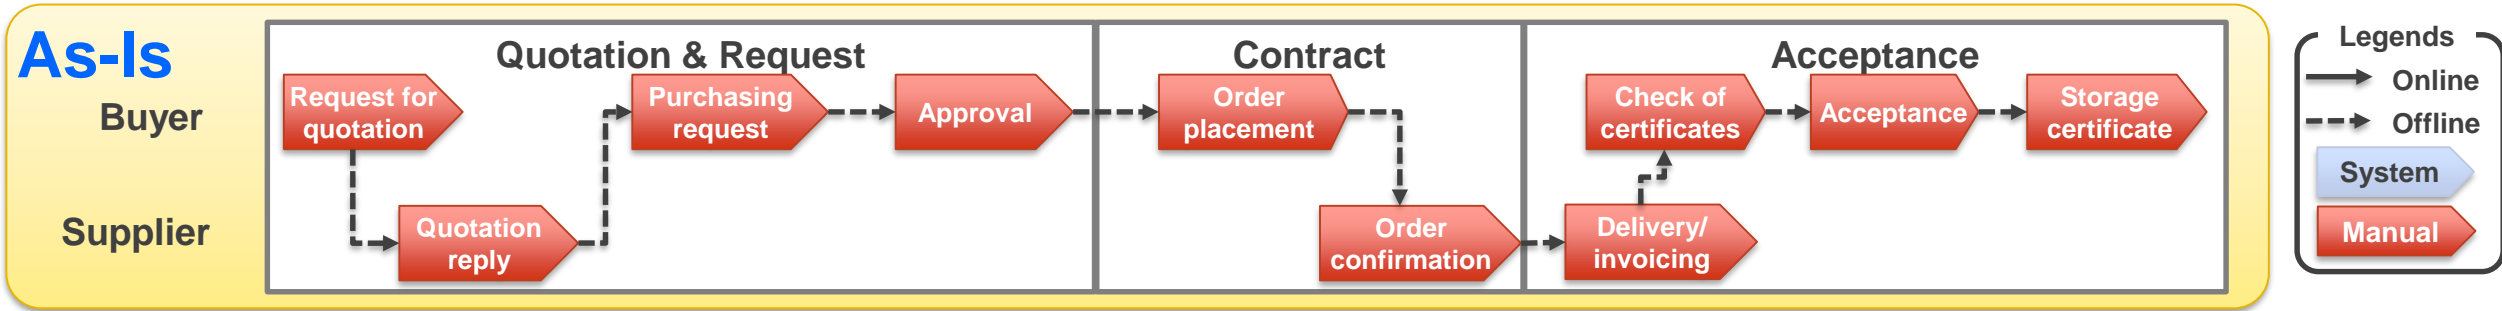 As-Is
Buyer
Supplier
Quotation & Request
Request for
quotation
Quotation
reply
Purchasing
request
Approval
Contract
Order
placement
Order
confirmation
Acceptance
Delivery/
invoicing
Check of
certificates
Acceptance
Storage
certificate
Legends
Online
Offline
System
Manual